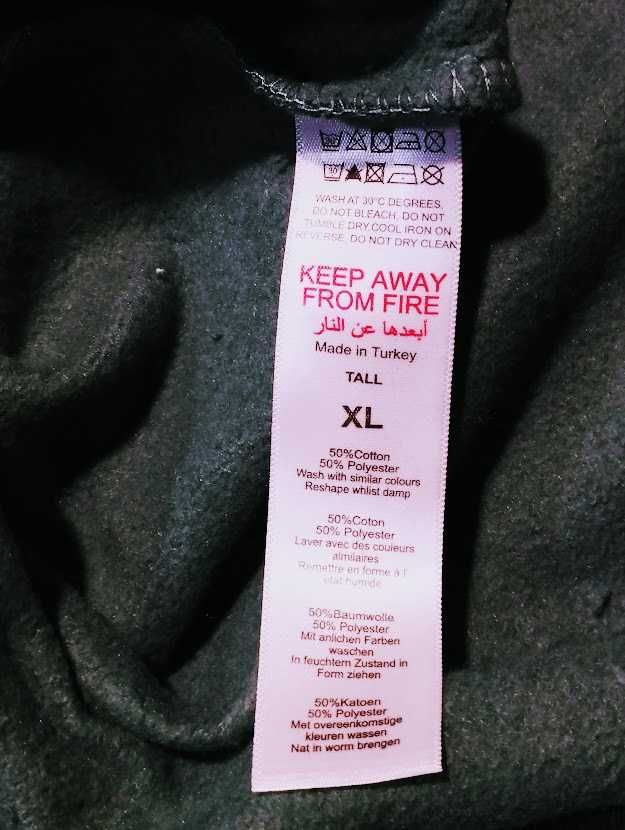 WASH AT 30°C DEGREES,
DO NOT BLEACH, DO NOT
TUMBLE DRY COOL IRON ON
REVERSE, DO NOT DRY CLEAN
KEEP AWAY
FROM FIRE
أبعدها عن النار
Made in Turkey
TALL
XL
50%Cotton
50% Polyester
Wash with similar colours
Reshape whlist damp
50%Coton
50% Polyester
Laver avec des couleurs
almilaires
Remettre en forme à l'
etat humide
50%Baumwolle
50% Polyester
Mit anlichen Farben
waschen
In feuchtem Zustand in
Form ziehen
50%Katoen
50% Polyester
Met overeenkomstige
kleuren wassen
Nat in worm brengen